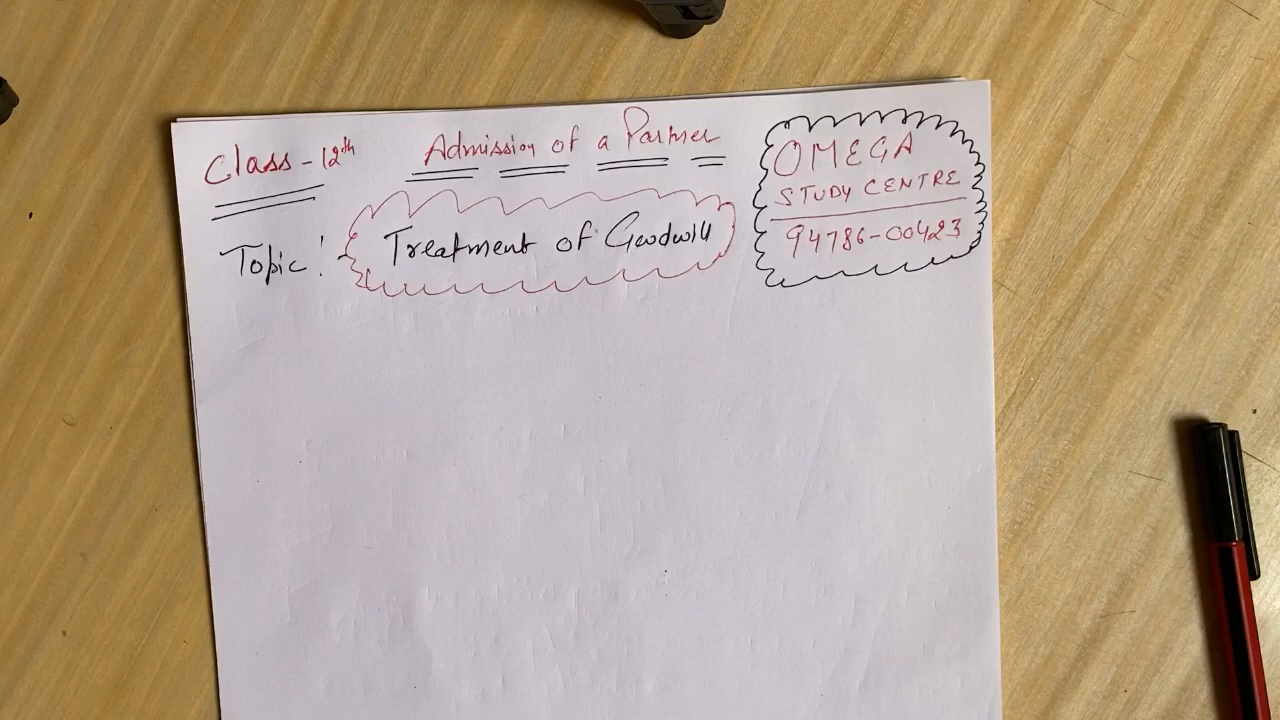 Class - 12th
Admission of a Partner
OMEGA
STUDY CENTRE
94786-00423
Topic :- Treatment of Goodwill